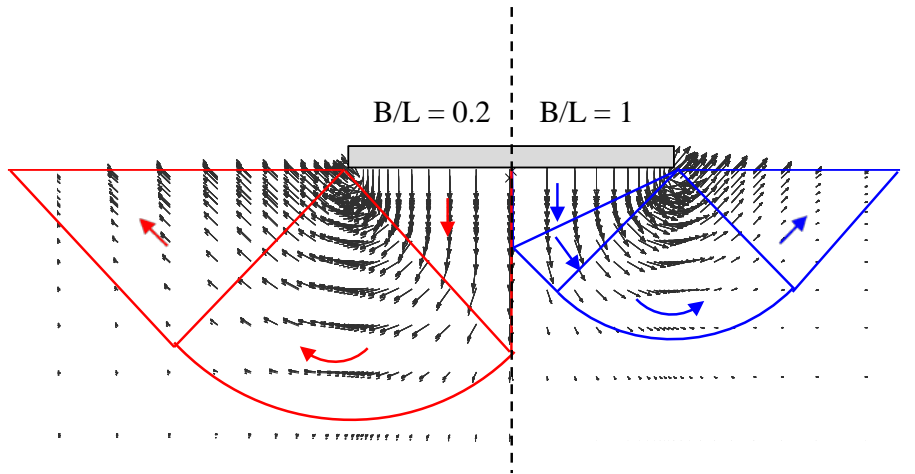 B/L = 0.2
B/L = 1